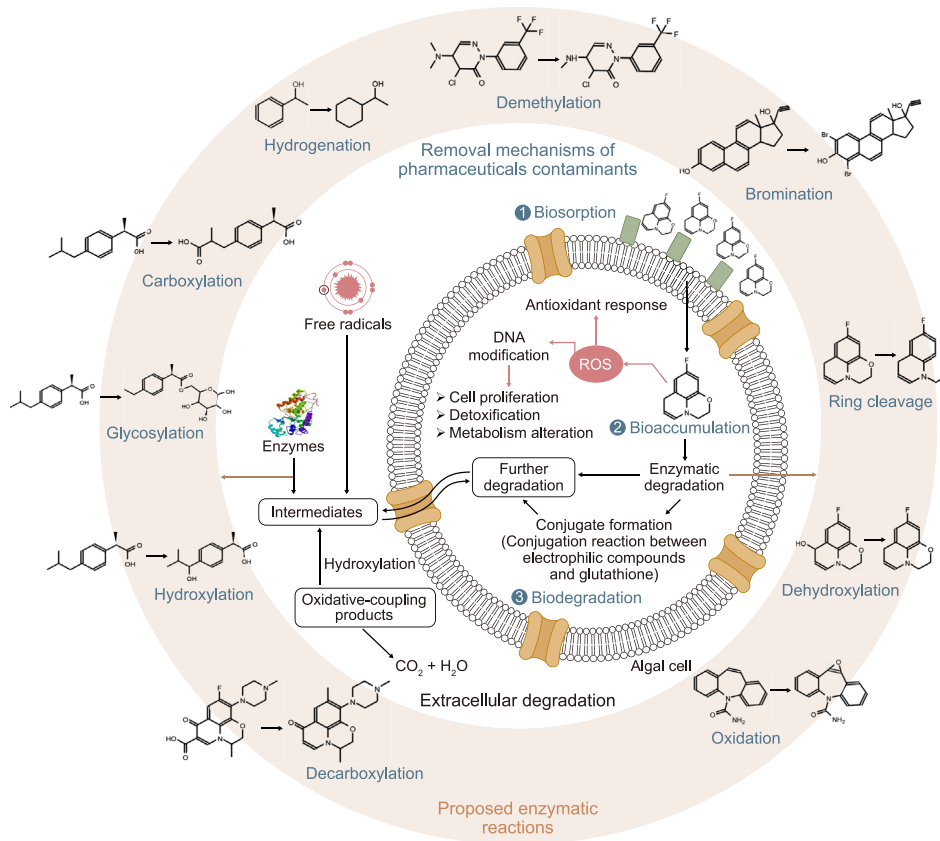 Demethylation
Hydrogenation
Removal mechanisms of
pharmaceuticals contaminants
Bromination
1 Biosorption
Carboxylation
Free radicals
Antioxidant response
DNA
modification
ROS
➢ Cell proliferation
➢ Detoxification
➢ Metabolism alteration
2 Bioaccumulation
Ring cleavage
Glycosylation
Enzymes
Further
degradation
Enzymatic
degradation
Intermediates
Conjugate formation
(Conjugation reaction between
electrophilic compounds
and glutathione)
Hydroxylation
Hydroxylation
Dehydroxylation
3 Biodegradation
Oxidative-coupling
products
CO₂ + H₂O
Algal cell
Extracellular degradation
Oxidation
Decarboxylation
Proposed enzymatic
reactions